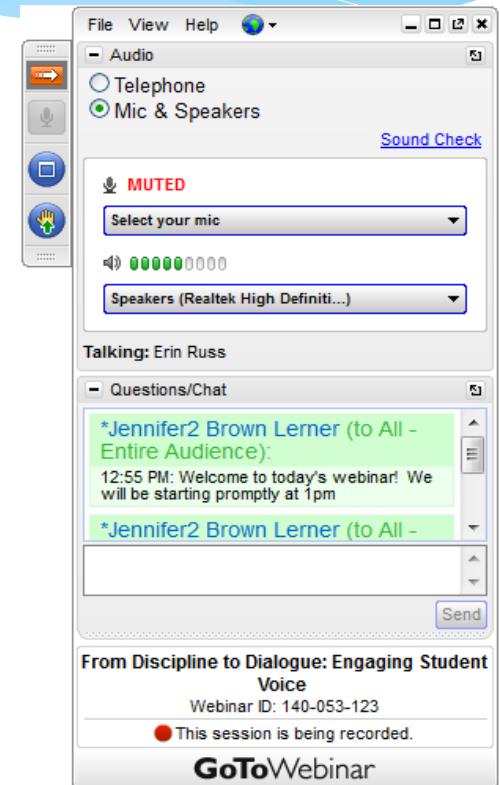 File View Help
Audio
Telephone
Mic & Speakers
Sound Check
MUTED
Select your mic
Speakers (Realtek High Definiti...)
Talking: Erin Russ
Questions/Chat
*Jennifer2 Brown Lerner (to All -
Entire Audience):
12:55 PM: Welcome to today's webinar! We
will be starting promptly at 1pm
*Jennifer2 Brown Lerner (to All -
Send
From Discipline to Dialogue: Engaging Student
Voice
Webinar ID: 140-053-123
This session is being recorded.
GoToWebinar